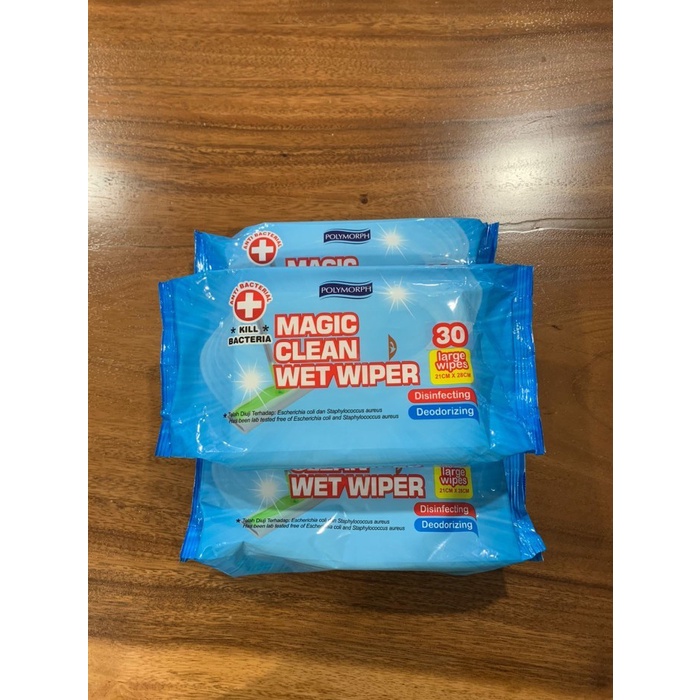 ANTI BACTERIAL
POLYMORPH
MAGIC
ANTI BACTERIAL
POLYMORPH
★ KILL ★
BACTERIA
MAGIC
CLEAN
WET WIPER
30
large
wipes
21CM X 28CM
Disinfecting
Deodorizing
★ Telah Diuji Terhadap: Escherichia coli dan Staphylococcus aureus
Has been lab tested free of Escherichia coli and Staphylococcus aureus
CLEAN
WET WIPER
large
wipes
21CM X 28CM
Disinfecting
Deodorizing
★ Telah Diuji Terhadap: Escherichia coli dan Staphylococcus aureus
Has been lab tested free of Escherichia coli and Staphylococcus aureus